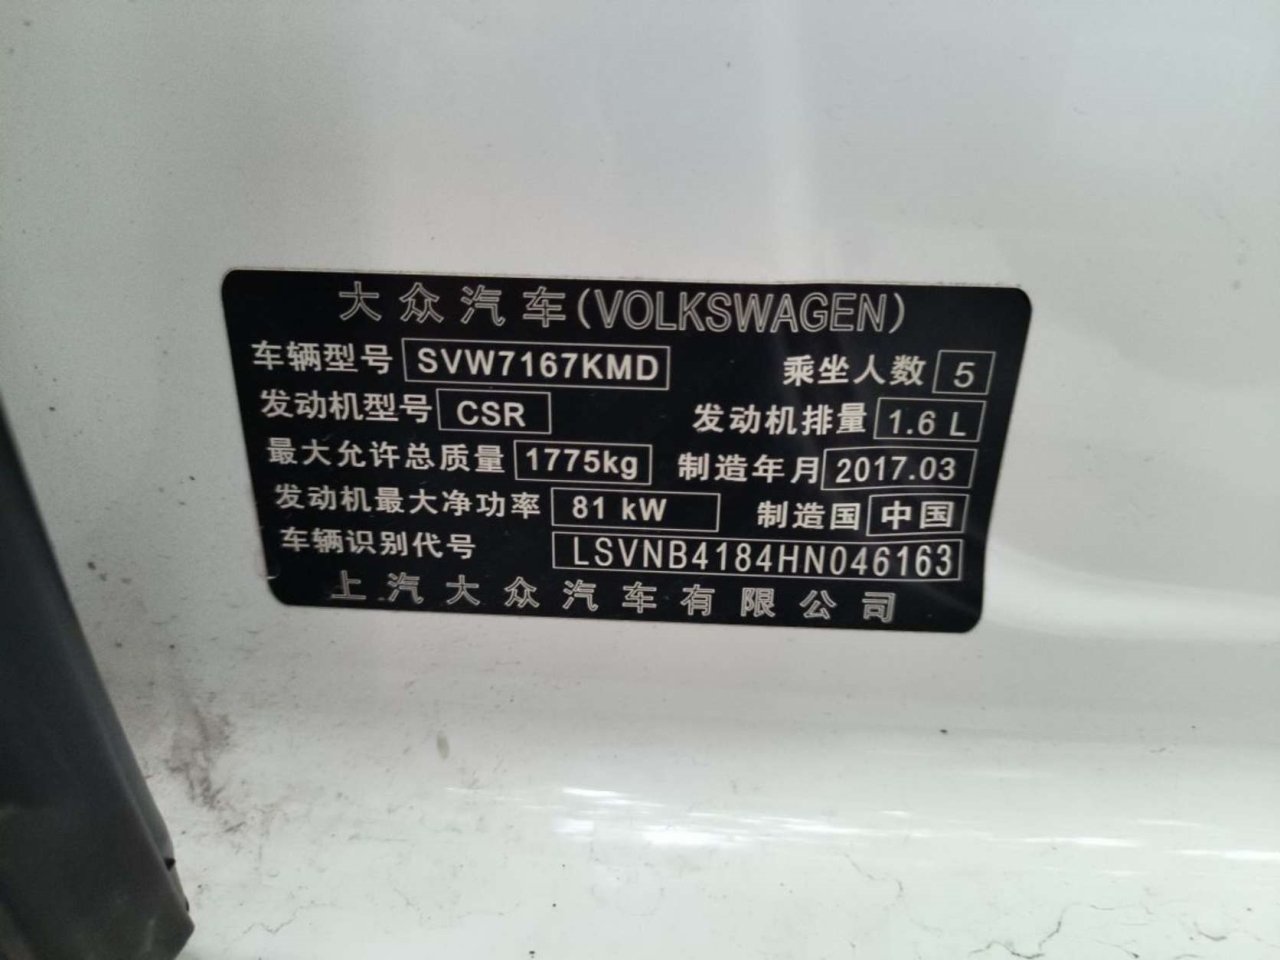 大众汽车(VOLKSWAGEN)
车辆型号 SVW7167KMD 乘坐人数 5
发动机型号 CSR 发动机排量 1.6 L
最大允许总质量 1775kg 制造年月 2017.03
发动机最大净功率 81 kW 制造国 中国
车辆识别代号 LSVNB4184HN046163
上汽大众汽车有限公司